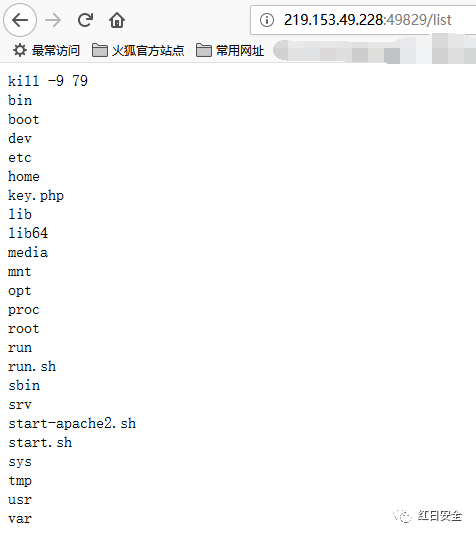 219.153.49.228:49829/list
最常访问 火狐官方站点 常用网址
kill -9 79
bin
boot
dev
etc
home
key.php
lib
lib64
media
mnt
opt
proc
root
run
run.sh
sbin
srv
start-apache2.sh
start.sh
sys
tmp
usr
var
红日安全